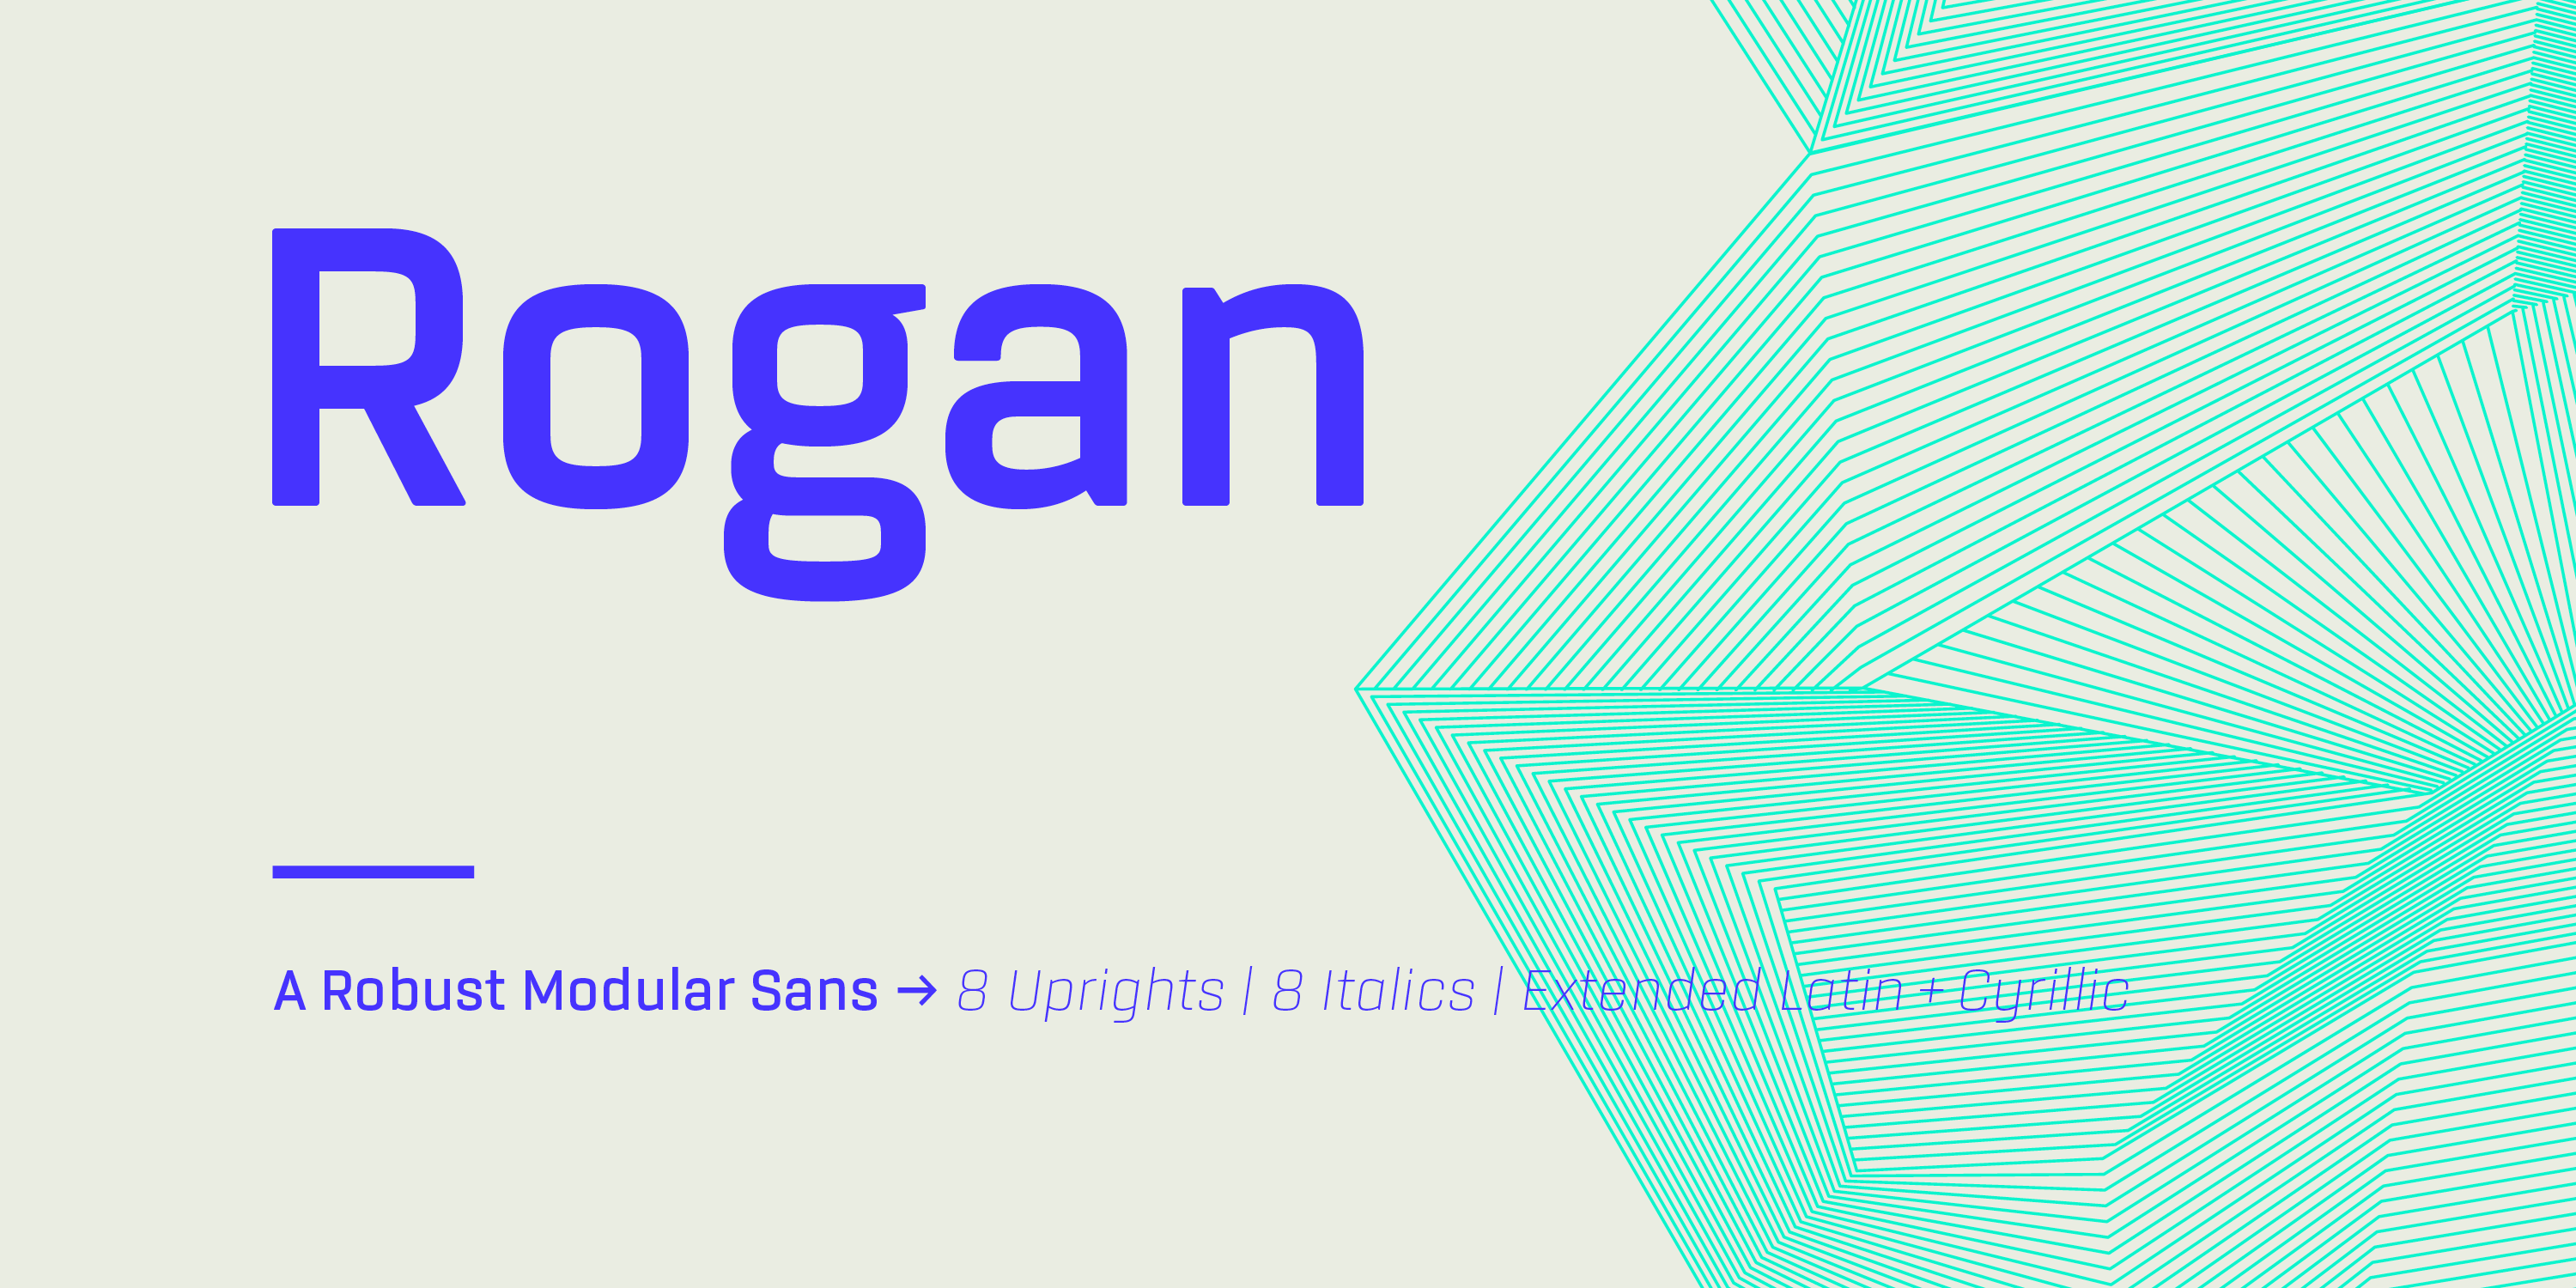 Rogan
A Robust Modular Sans → 8 Uprights | 8 Italics | Extended Latin + Cyrillic